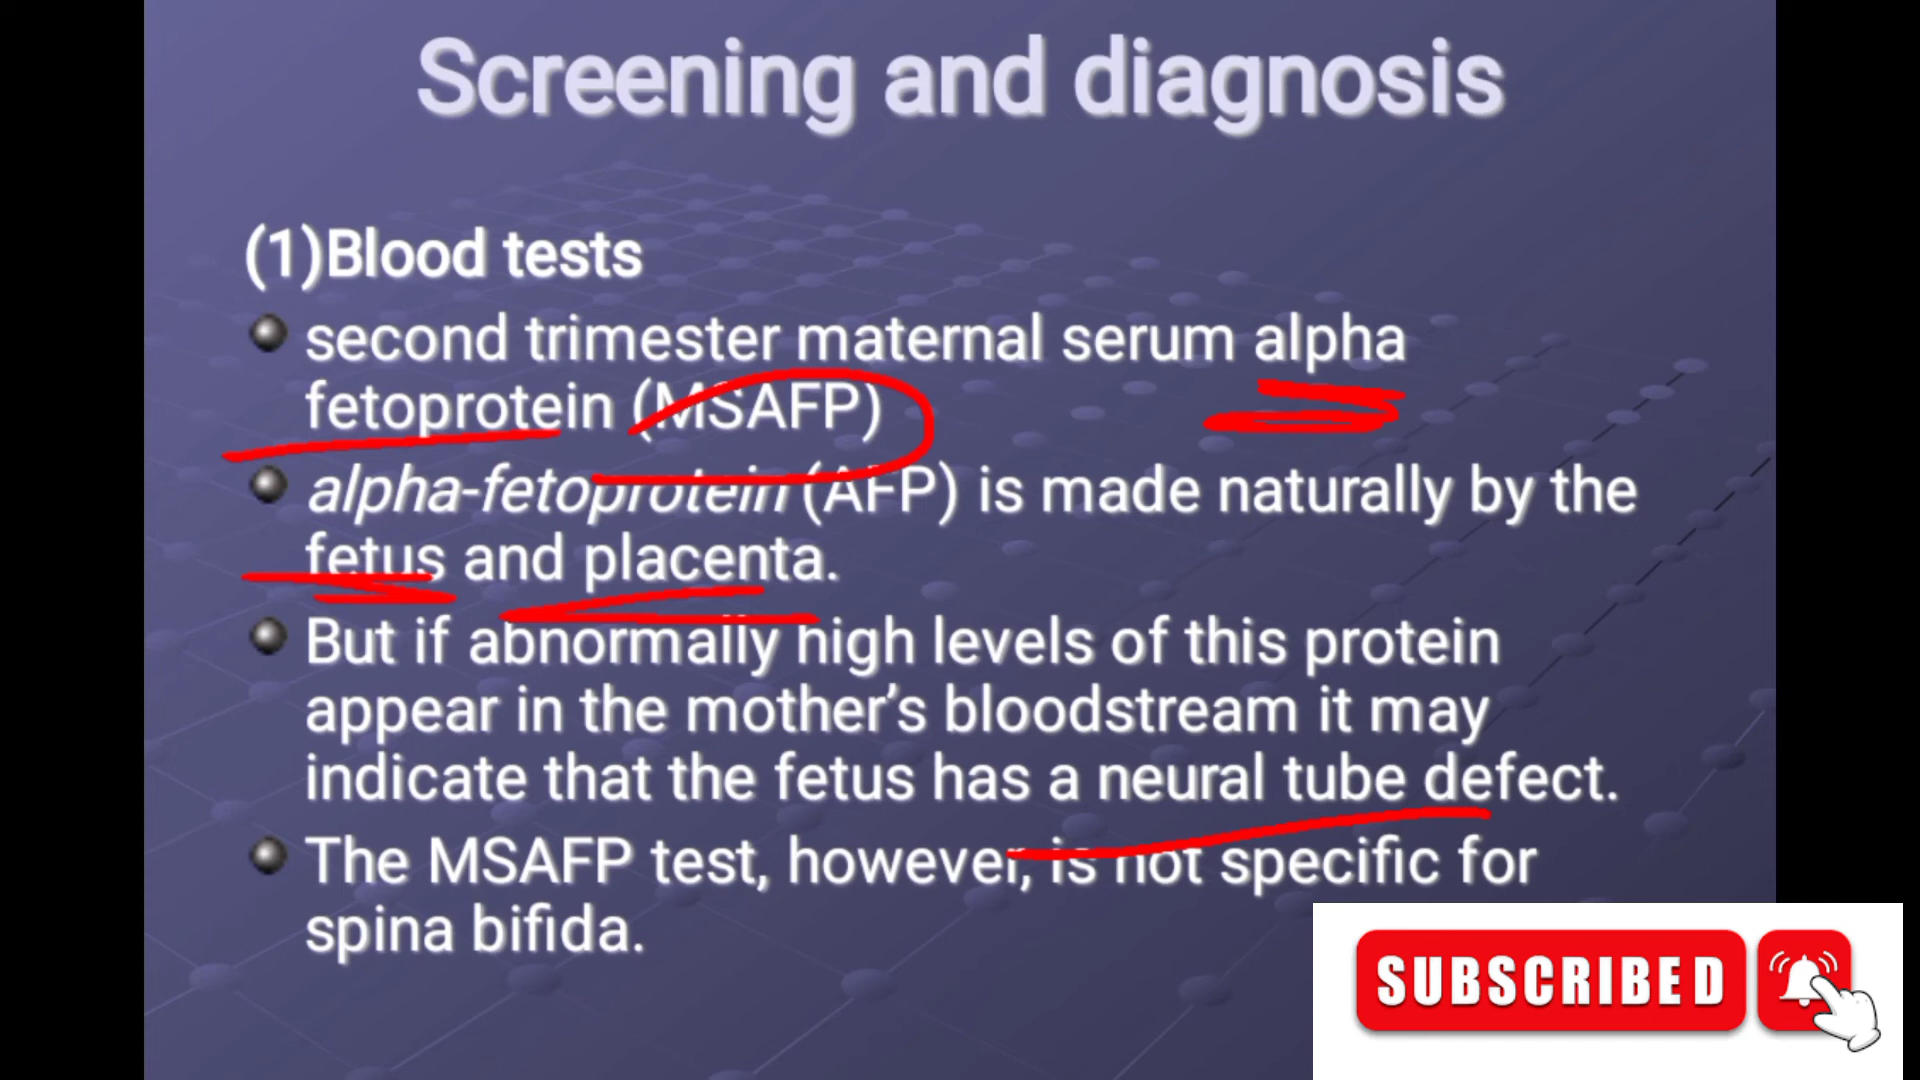 Screening and diagnosis
(1)Blood tests
second trimester maternal serum alpha
fetoprotein (MSAFP)
alpha-fetoprotein (AFP) is made naturally by the
fetus and placenta.
But if abnormally high levels of this protein
appear in the mother’s bloodstream it may
indicate that the fetus has a neural tube defect.
The MSAFP test, however, is not specific for
spina bifida.
SUBSCRIBED